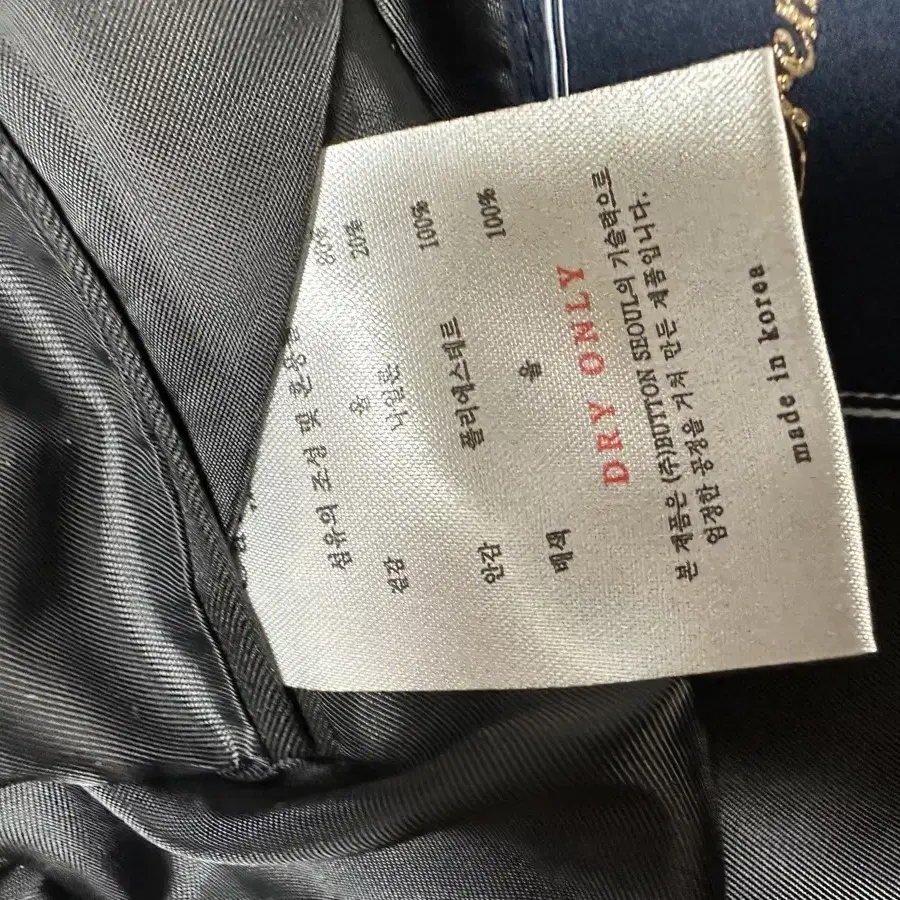 섬유의 조성 및 혼용
겉감 울 80%
나일론 20%
안감 폴리에스테르 100%
배색 울 100%
DRY ONLY
본 제품은 (주)BUTTON SEOUL의 기술력으로
엄정한 공정을 거쳐 만든 제품입니다.
made in korea